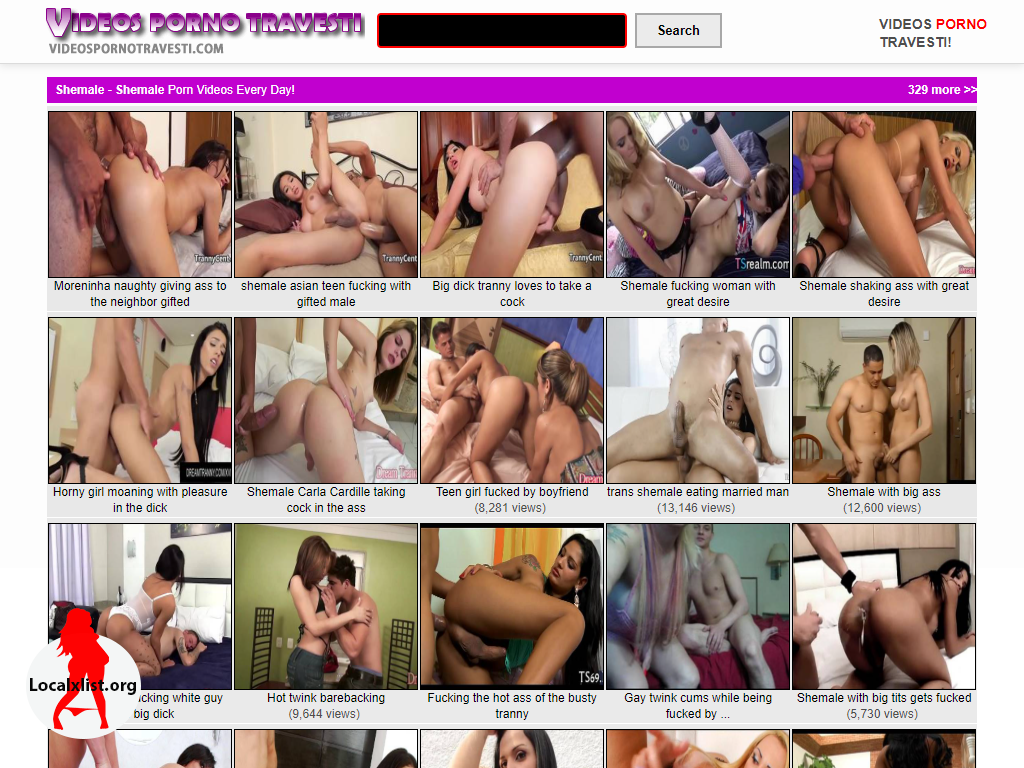 VIDEOS PORNO TRAVESTI
VIDEOSPORNOTRAVESTI.COM
Search
VIDEOS PORNO
TRAVESTI!
Shemale - Shemale Porn Videos Every Day!
329 more >>
TrannyCent
TrannyCent
TrannyCent
TSrealm.com
Moreninha naughty giving ass to
the neighbor gifted
shemale asian teen fucking with
gifted male
Big dick tranny loves to take a
cock
Shemale fucking woman with
great desire
Shemale shaking ass with great
desire
DREAMTRANNY.COM
Dream
Horny girl moaning with pleasure
in the dick
Shemale Carla Cardille taking
cock in the ass
Teen girl fucked by boyfriend
(8,281 views)
trans shemale eating married man
(13,146 views)
Shemale with big ass
(12,600 views)
TS69.
Localxlist.org
white guy
big dick
Hot twink barebacking
(9,644 views)
Fucking the hot ass of the busty
tranny
Gay twink cums while being
fucked by ...
Shemale with big tits gets fucked
(5,730 views)